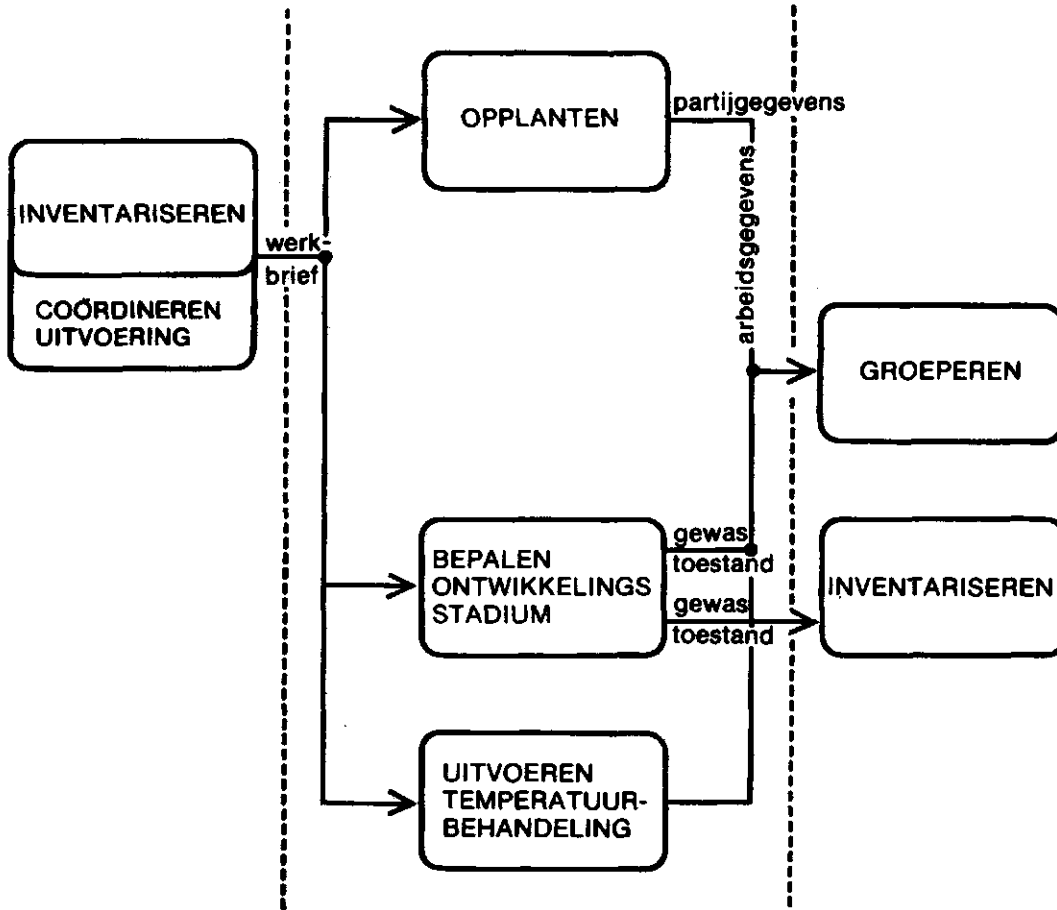 INVENTARISEREN
COÖRDINEREN
UITVOERING
werk-
brief
OPPLANTEN
partijgegevens
arbeidsgegevens
GROEPEREN
BEPALEN
ONTWIKKELINGS
STADIUM
gewas
toestand
gewas
toestand
INVENTARISEREN
UITVOEREN
TEMPERATUUR-
BEHANDELING